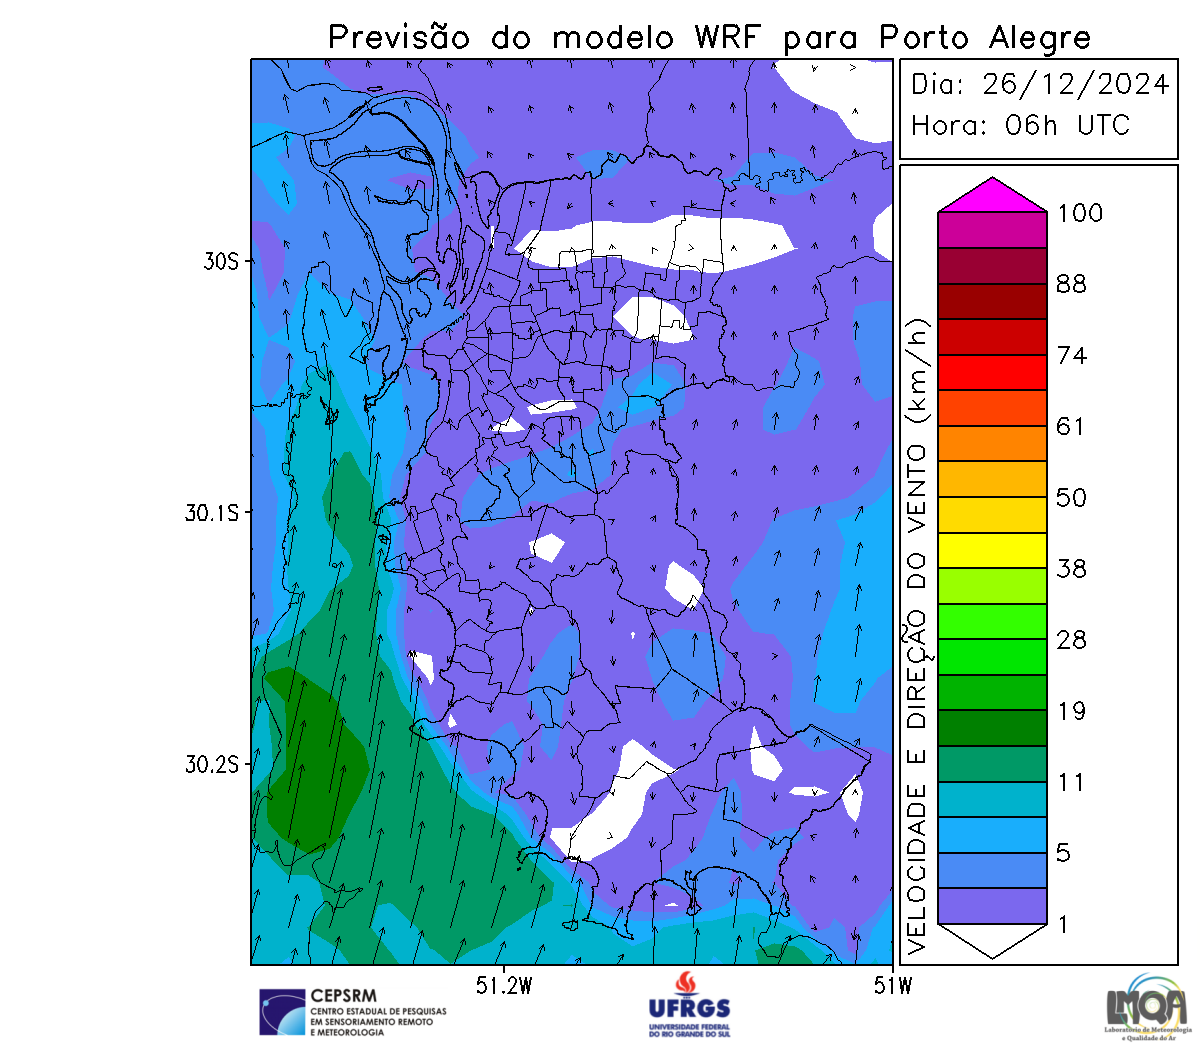 Previsão do modelo WRF para Porto Alegre
Dia: 26/12/2024
Hora: 06h UTC
30S
30.1S
30.2S
51.2W
51W
VELOCIDADE E DIREÇÃO DO VENTO (km/h)
100
88
74
61
50
38
28
19
11
5
1
CEPSRM
CENTRO ESTADUAL DE PESQUISAS
EM SENSORIAMENTO REMOTO
E METEOROLOGIA
UFRGS
UNIVERSIDADE FEDERAL
DO RIO GRANDE DO SUL
LMQA
Laboratório de Meteorologia
e Qualidade do Ar